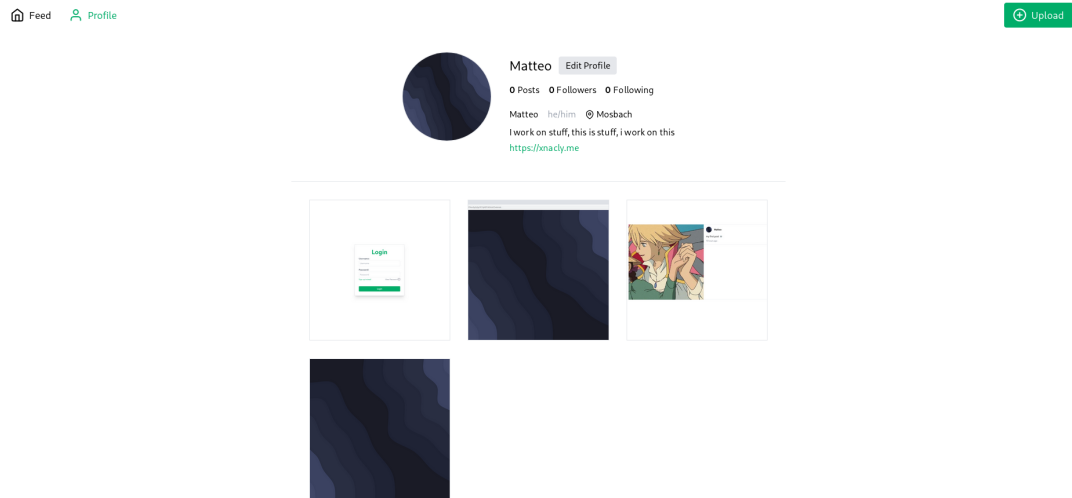 Feed Profile Upload
Matteo Edit Profile
0 Posts 0 Followers 0 Following
Matteo he/him Mosbach
I work on stuff, this is stuff, i work on this
https://xnacly.me
Login